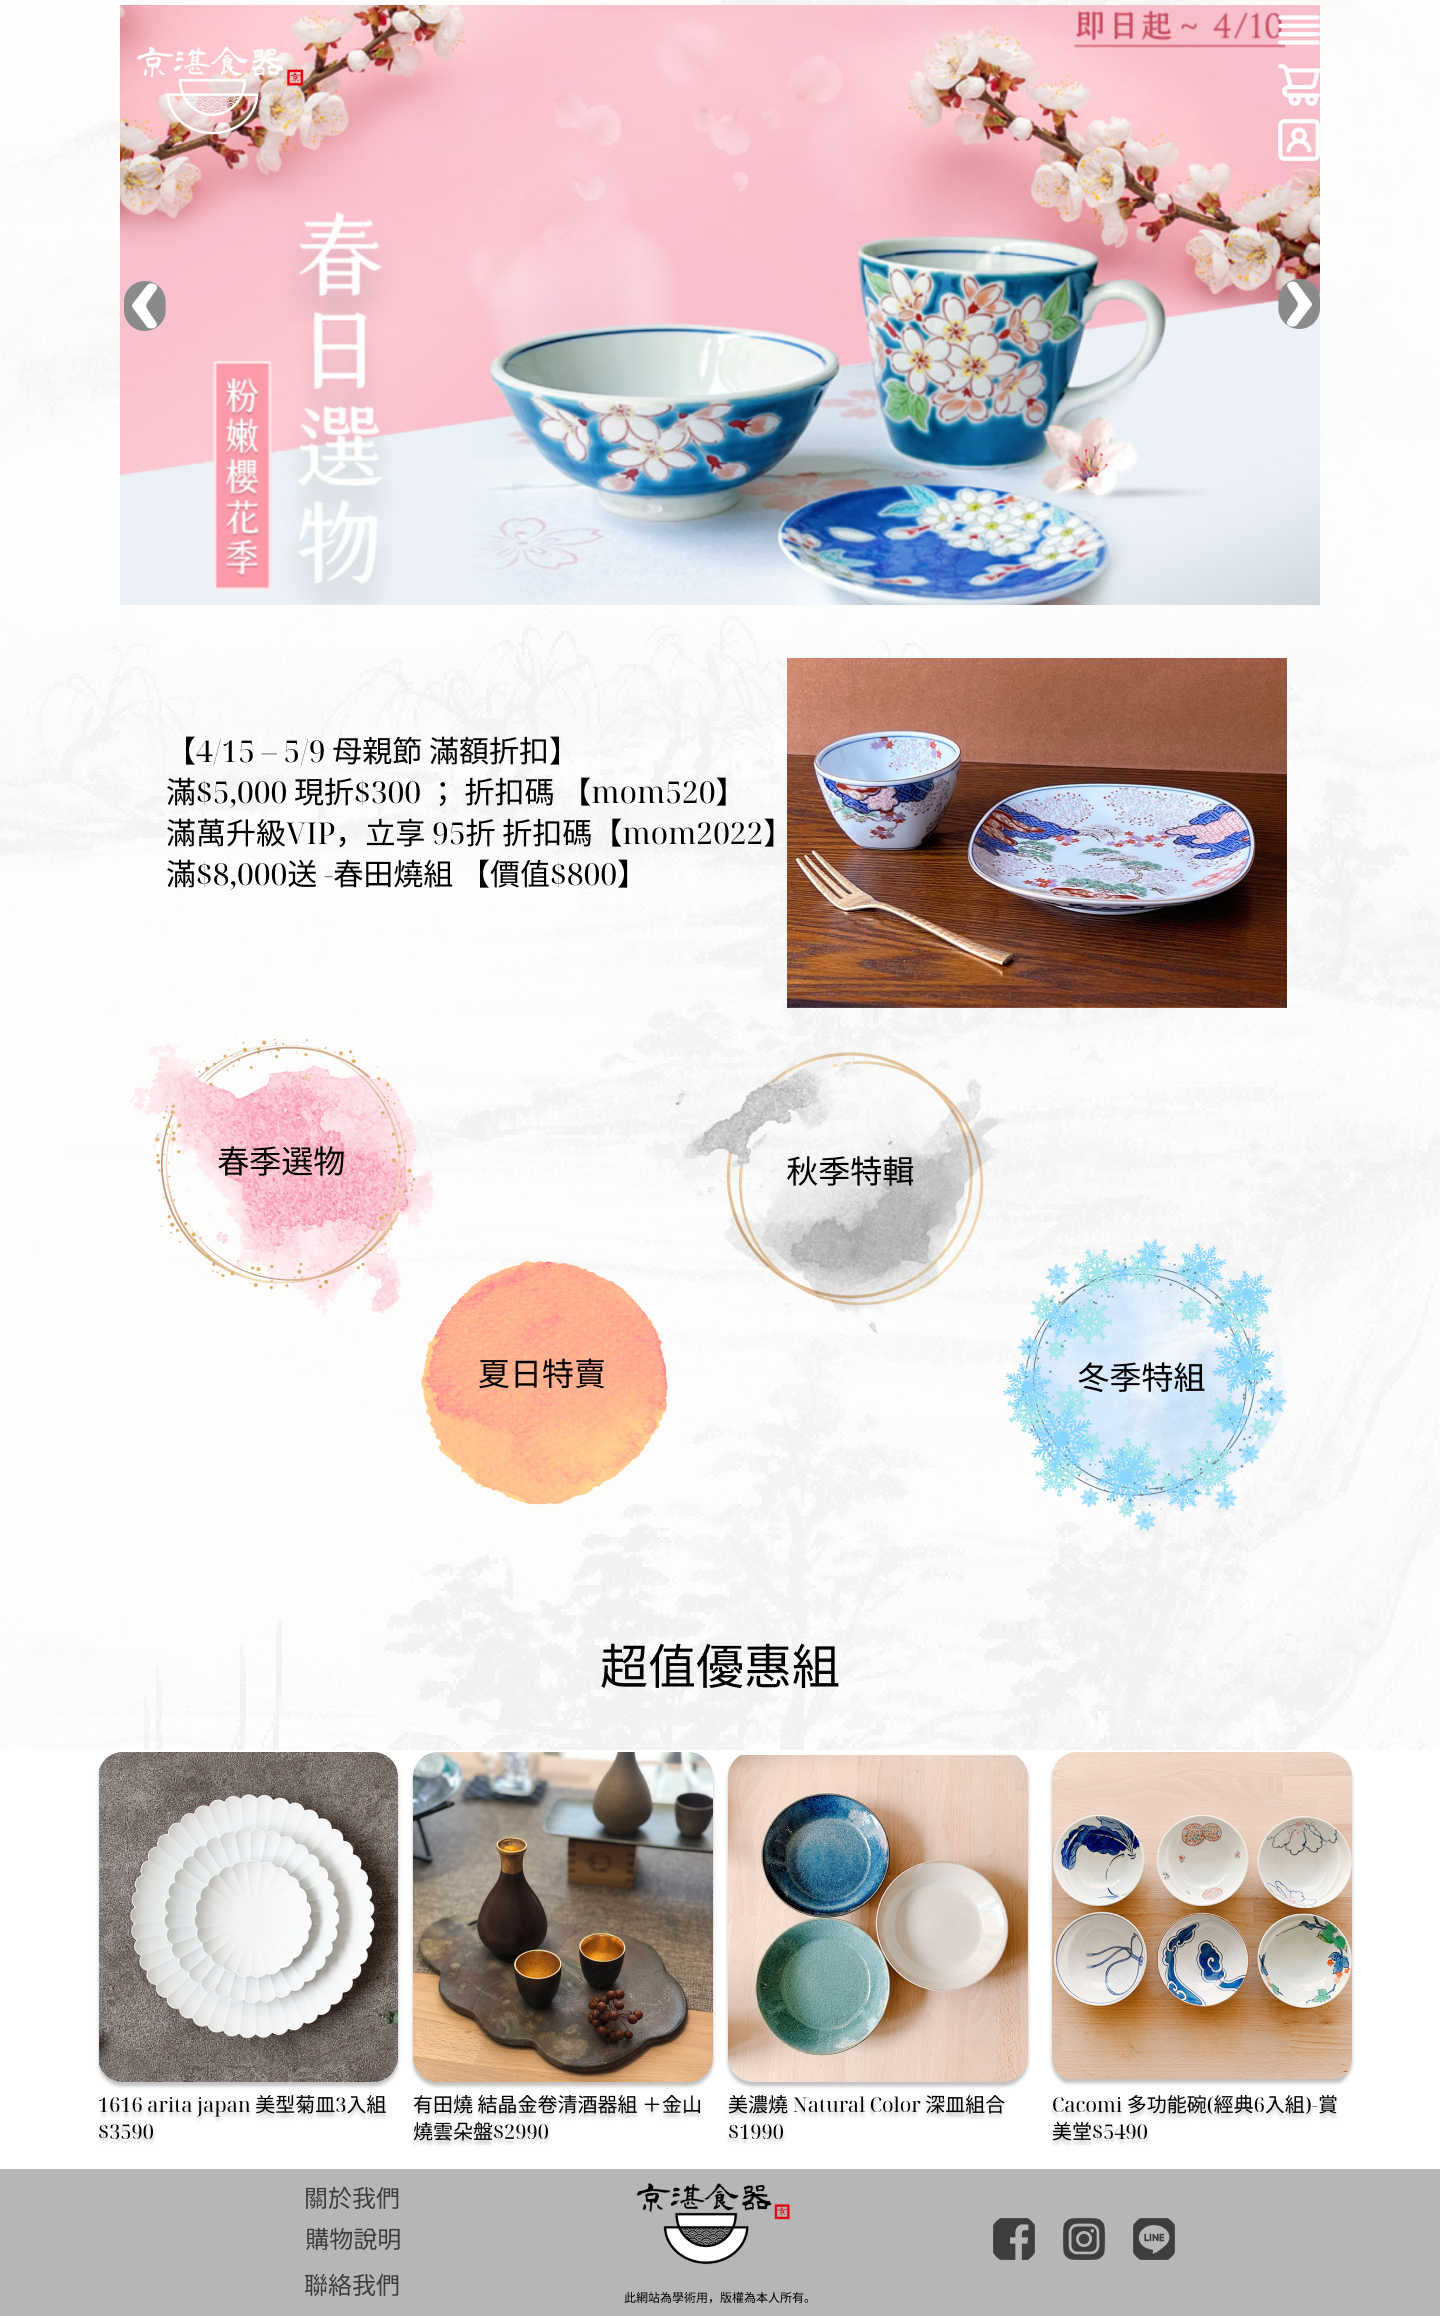 即日起~ 4/10
京湛食器
京
春日選物
粉嫩櫻花季
【4/15 – 5/9 母親節 滿額折扣】
滿$5,000 現折$300 ； 折扣碼 【mom520】
滿萬升級VIP，立享 95折 折扣碼【mom2022】
滿$8,000送 -春田燒組 【價值$800】
春季選物
秋季特輯
夏日特賣
冬季特組
超值優惠組
1616 arita japan 美型菊皿3入組
$3590
有田燒 結晶金卷清酒器組 ＋金山
燒雲朵盤$2990
美濃燒 Natural Color 深皿組合
$1990
Cacomi 多功能碗(經典6入組)-賞
美堂$5490
關於我們
購物說明
聯絡我們
京湛食器
京
此網站為學術用，版權為本人所有。
LINE